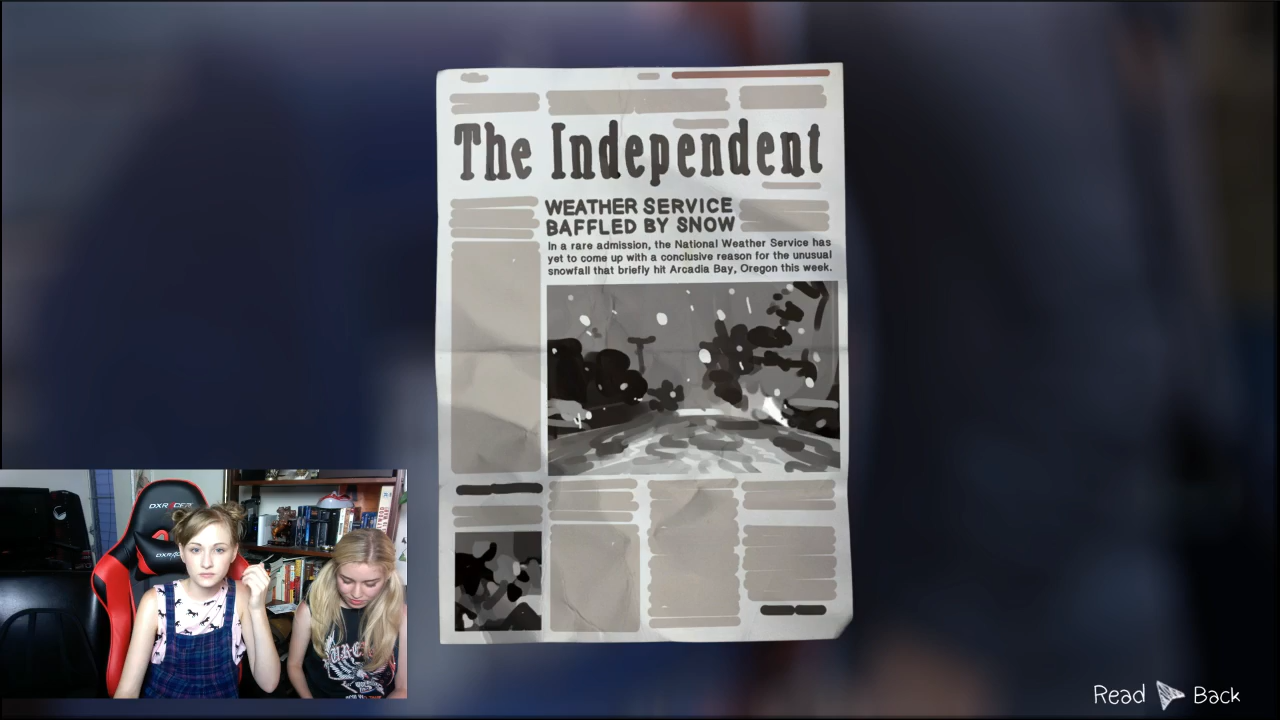 The Independent
WEATHER SERVICE
BAFFLED BY SNOW
In a rare admission, the National Weather Service has
yet to come up with a conclusive reason for the unusual
snowfall that briefly hit Arcadia Bay, Oregon this week.
DXRACER
Read Back